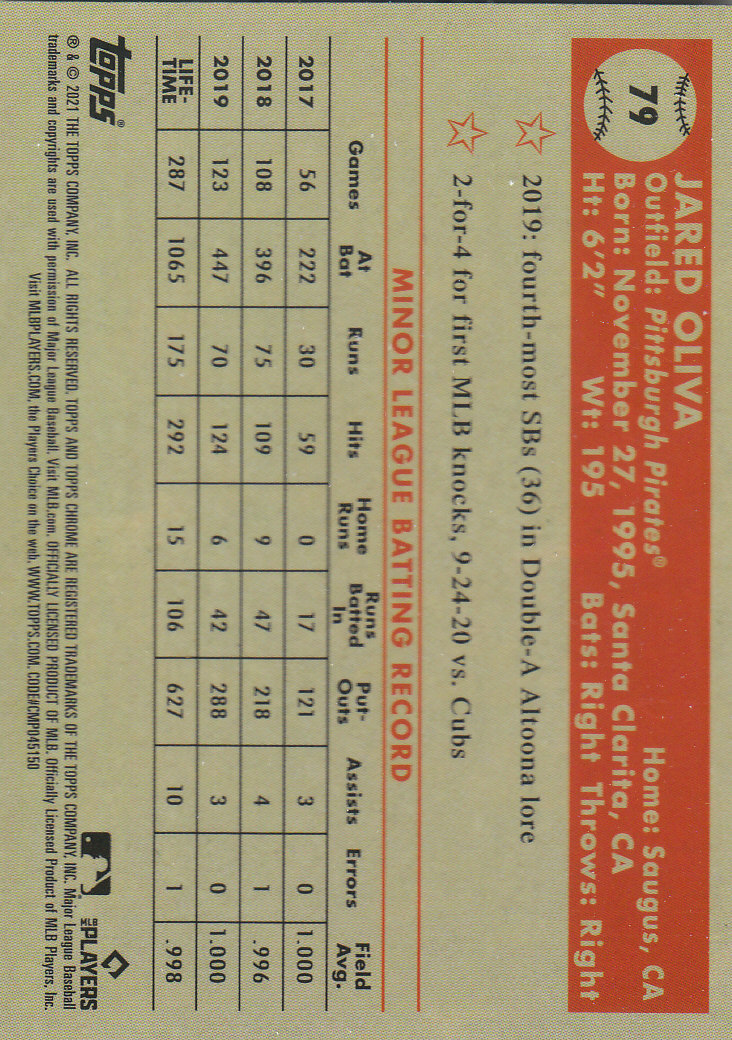 79
JARED OLIVA
Outfield: Pittsburgh Pirates® Home: Saugus, CA
Born: November 27, 1995, Santa Clarita, CA
Ht: 6'2" Wt: 195 Bats: Right Throws: Right
2019: fourth-most SBs (36) in Double-A Altoona lore
2-for-4 for first MLB knocks, 9-24-20 vs. Cubs
MINOR LEAGUE BATTING RECORD
Games At Bat Runs Hits Home Runs Runs Batted In Put-Outs Assists Errors Field Avg.
2017 56 222 30 59 0 17 121 3 0 1.000
2018 108 396 75 109 9 47 218 4 1 .996
2019 123 447 70 124 6 42 288 3 0 1.000
LIFE-TIME 287 1065 175 292 15 106 627 10 1 .998
topps®
MLB PLAYERS
® & © 2021 THE TOPPS COMPANY, INC. ALL RIGHTS RESERVED. TOPPS AND TOPPS CHROME ARE REGISTERED TRADEMARKS OF THE TOPPS COMPANY, INC. Major League Baseball
trademarks and copyrights are used with permission of Major League Baseball. Visit MLB.com. OFFICIALLY LICENSED PRODUCT OF MLB. Officially Licensed Product of MLB Players, Inc.
Visit MLBPLAYERS.COM, the Players Choice on the web. WWW.TOPPS.COM. CODE#CMP045150